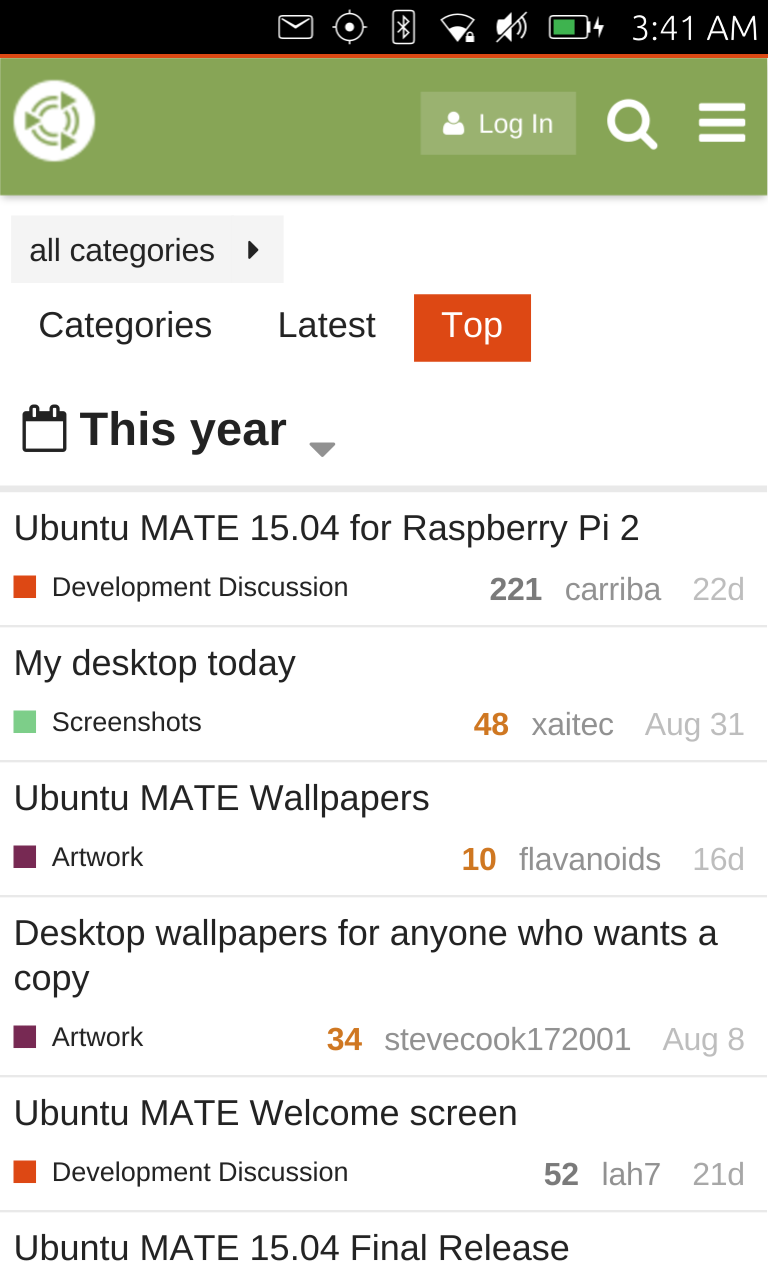 3:41 AM
Log In
all categories
Categories Latest Top
This year
Ubuntu MATE 15.04 for Raspberry Pi 2
Development Discussion 221 carriba 22d
My desktop today
Screenshots 48 xaitec Aug 31
Ubuntu MATE Wallpapers
Artwork 10 flavanoids 16d
Desktop wallpapers for anyone who wants a
copy
Artwork 34 stevecook172001 Aug 8
Ubuntu MATE Welcome screen
Development Discussion 52 lah7 21d
Ubuntu MATE 15.04 Final Release